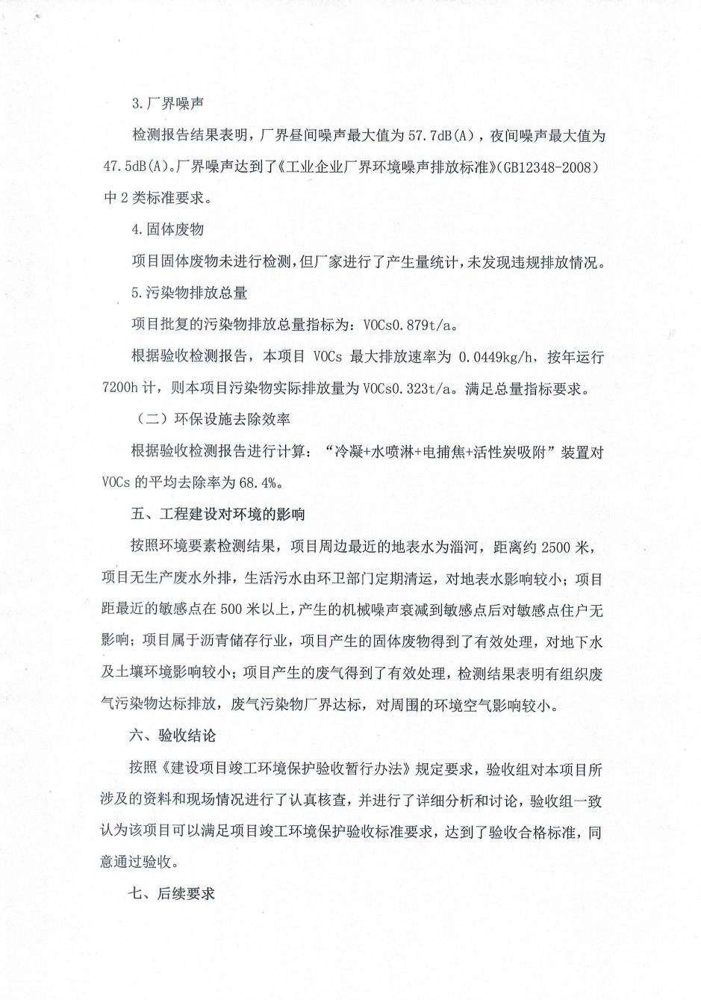 3.厂界噪声
检测报告结果表明，厂界昼间噪声最大值为57.7dB(A)，夜间噪声最大值为
47.5dB(A)。厂界噪声达到了《工业企业厂界环境噪声排放标准》(GB12348-2008)
中2类标准要求。
4.固体废物
项目固体废物未进行检测,但厂家进行了产生量统计,未发现违规排放情况。
5.污染物排放总量
项目批复的污染物排放总量指标为：VOCs0.879t/a。
根据验收检测报告，本项目 VOCs 最大排放速率为 0.0449kg/h，按年运行
7200h计，则本项目污染物实际排放量为VOCs0.323t/a。满足总量指标要求。
（二）环保设施去除效率
根据验收检测报告进行计算：“冷凝+水喷淋+电捕焦+活性炭吸附”装置对
VOCs的平均去除率为68.4%。
五、工程建设对环境的影响
按照环境要素检测结果，项目周边最近的地表水为淄河，距离约2500米，
项目无生产废水外排，生活污水由环卫部门定期清运，对地表水影响较小；项目
距最近的敏感点在500米以上,产生的机械噪声衰减到敏感点后对敏感点住户无
影响；项目属于沥青储存行业，项目产生的固体废物得到了有效处理，对地下水
及土壤环境影响较小；项目产生的废气得到了有效处理，检测结果表明有组织废
气污染物达标排放，废气污染物厂界达标，对周围的环境空气影响较小。
六、验收结论
按照《建设项目竣工环境保护验收暂行办法》规定要求，验收组对本项目所
涉及的资料和现场情况进行了认真核查，并进行了详细分析和讨论，验收组一致
认为该项目可以满足项目竣工环境保护验收标准要求，达到了验收合格标准，同
意通过验收。
七、后续要求